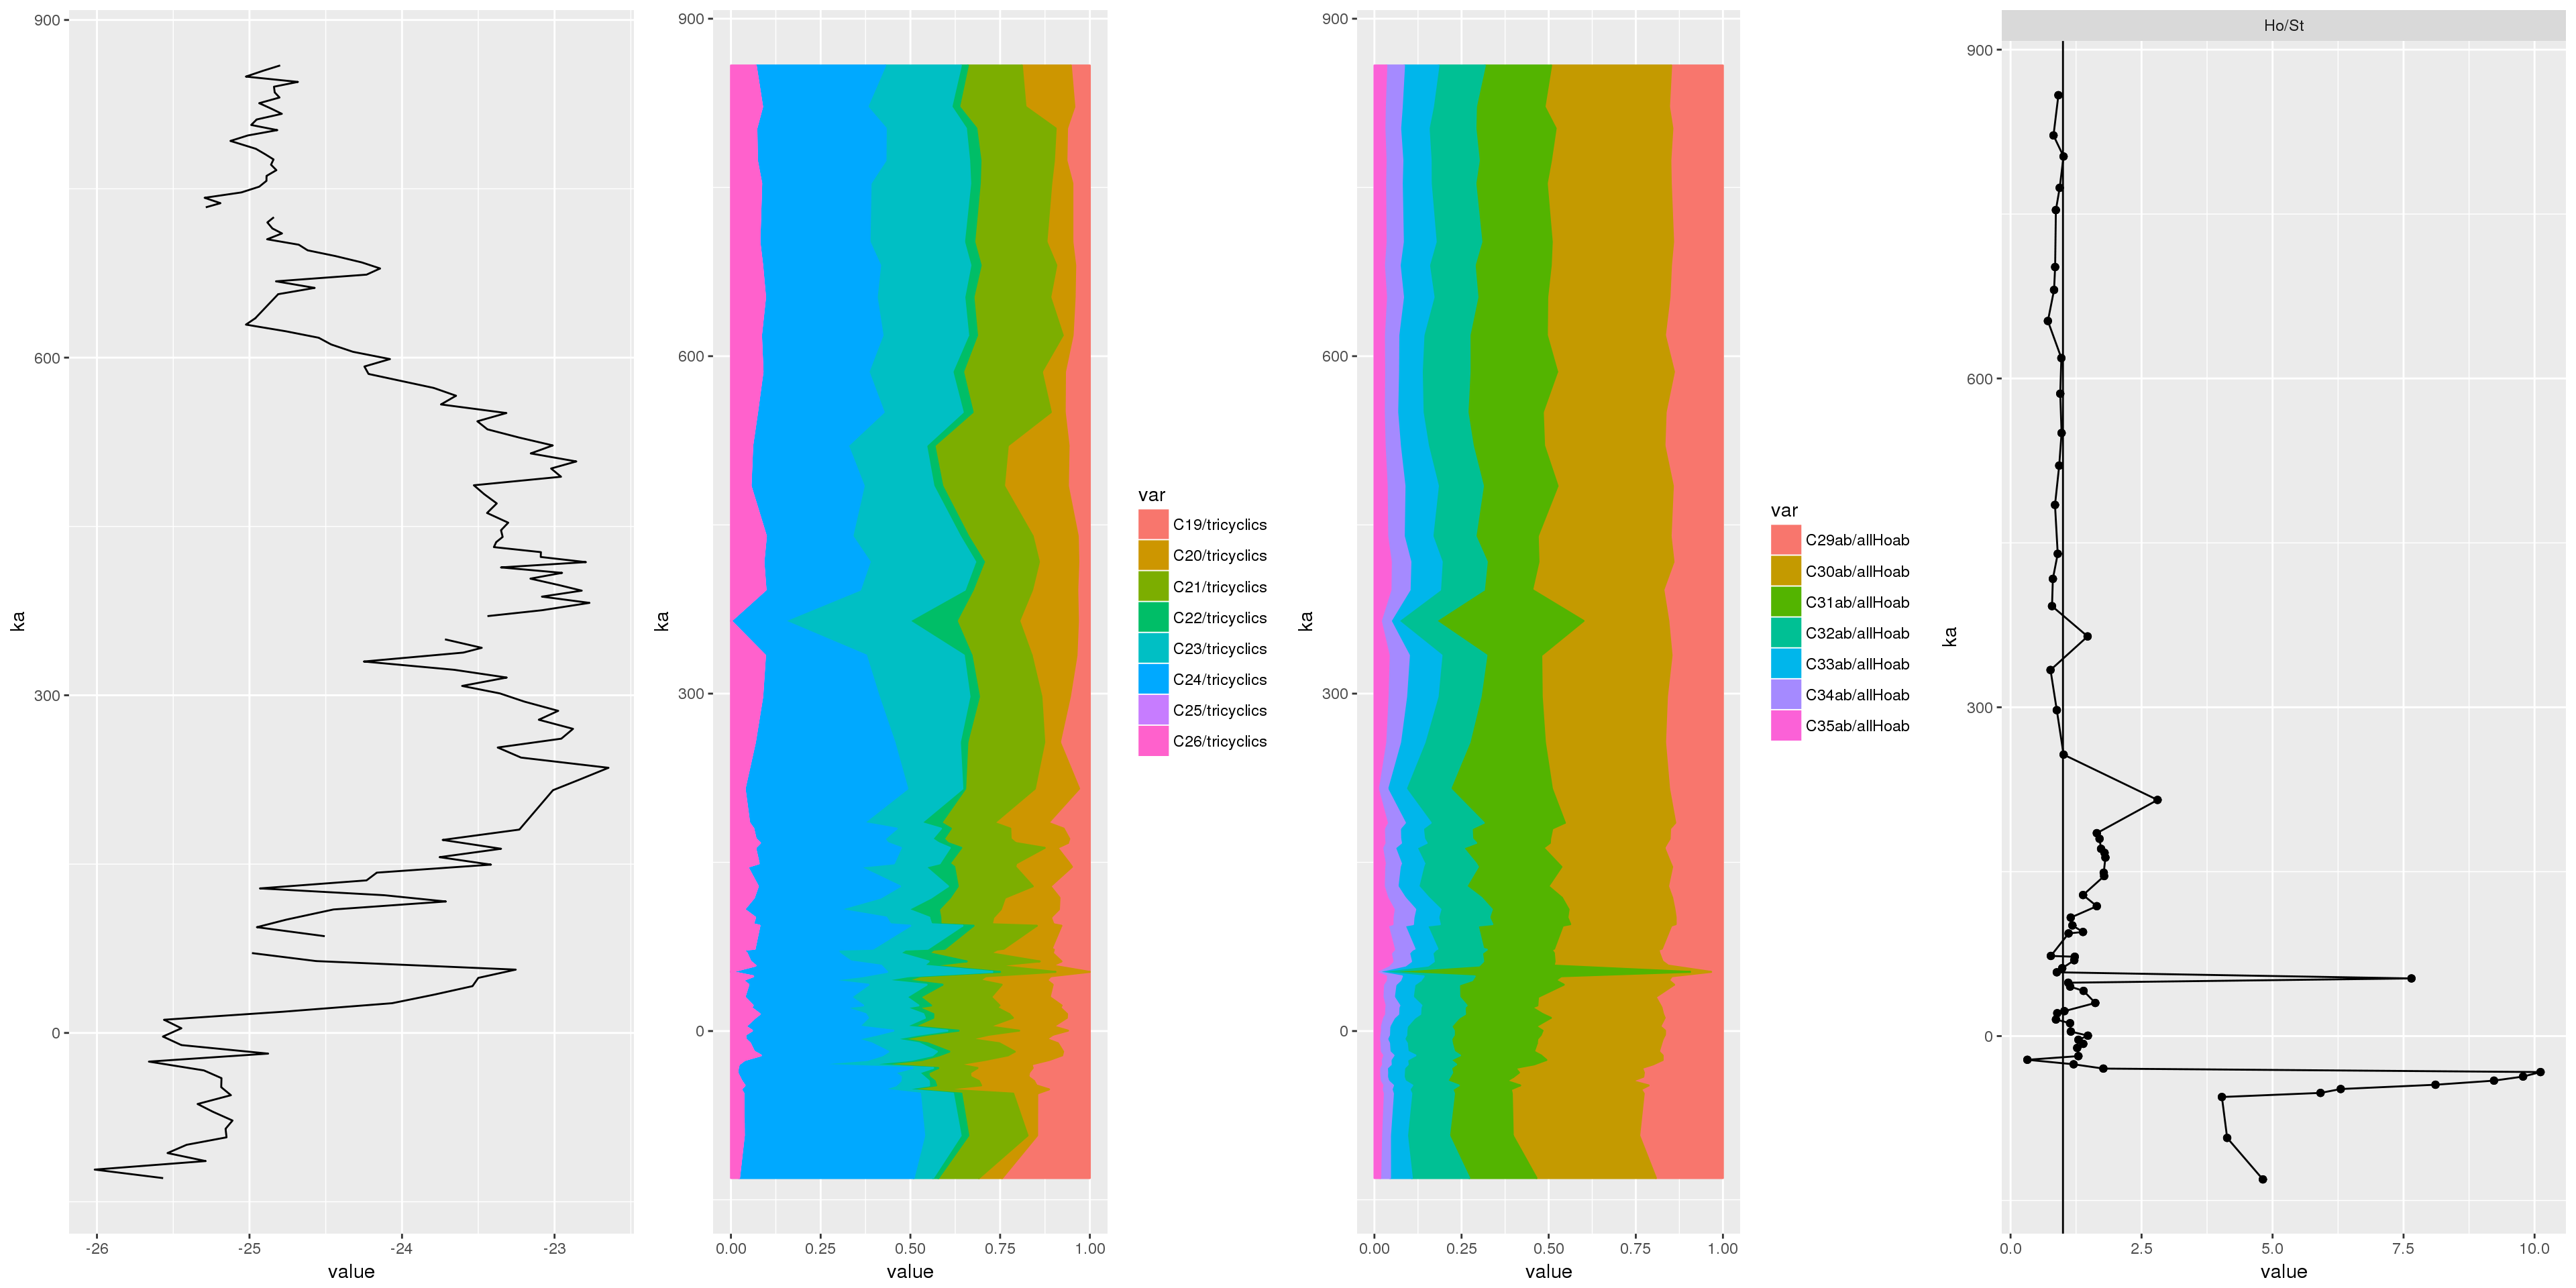 900
600
300
0
ka
-26 -25 -24 -23
value
900
600
300
0
ka
0.00 0.25 0.50 0.75 1.00
value
var
C19/tricyclics
C20/tricyclics
C21/tricyclics
C22/tricyclics
C23/tricyclics
C24/tricyclics
C25/tricyclics
C26/tricyclics
900
600
300
0
ka
0.00 0.25 0.50 0.75 1.00
value
var
C29ab/allHoab
C30ab/allHoab
C31ab/allHoab
C32ab/allHoab
C33ab/allHoab
C34ab/allHoab
C35ab/allHoab
Ho/St
900
600
300
0
ka
0.0 2.5 5.0 7.5 10.0
value